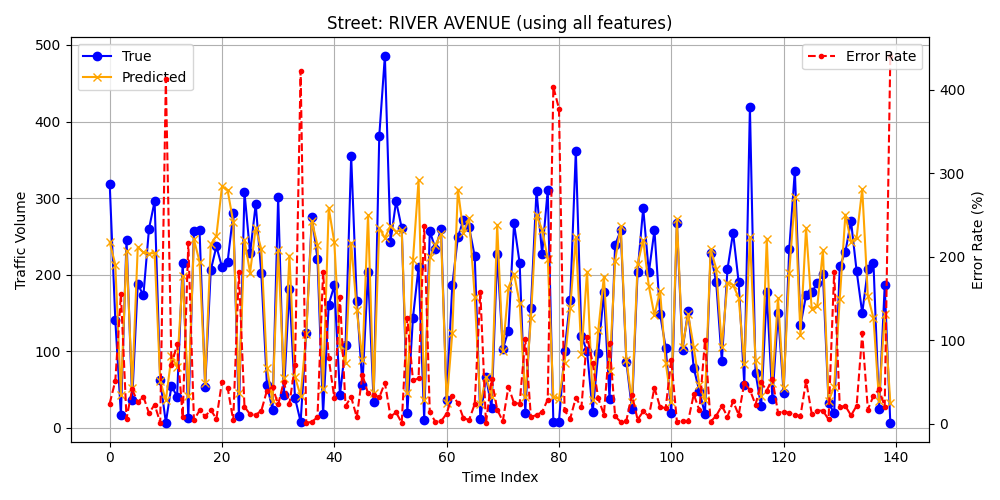 Street: RIVER AVENUE (using all features)
True
Predicted
Error Rate
500
400
300
200
100
0
Traffic Volume
400
300
200
100
0
Error Rate (%)
0 20 40 60 80 100 120 140
Time Index